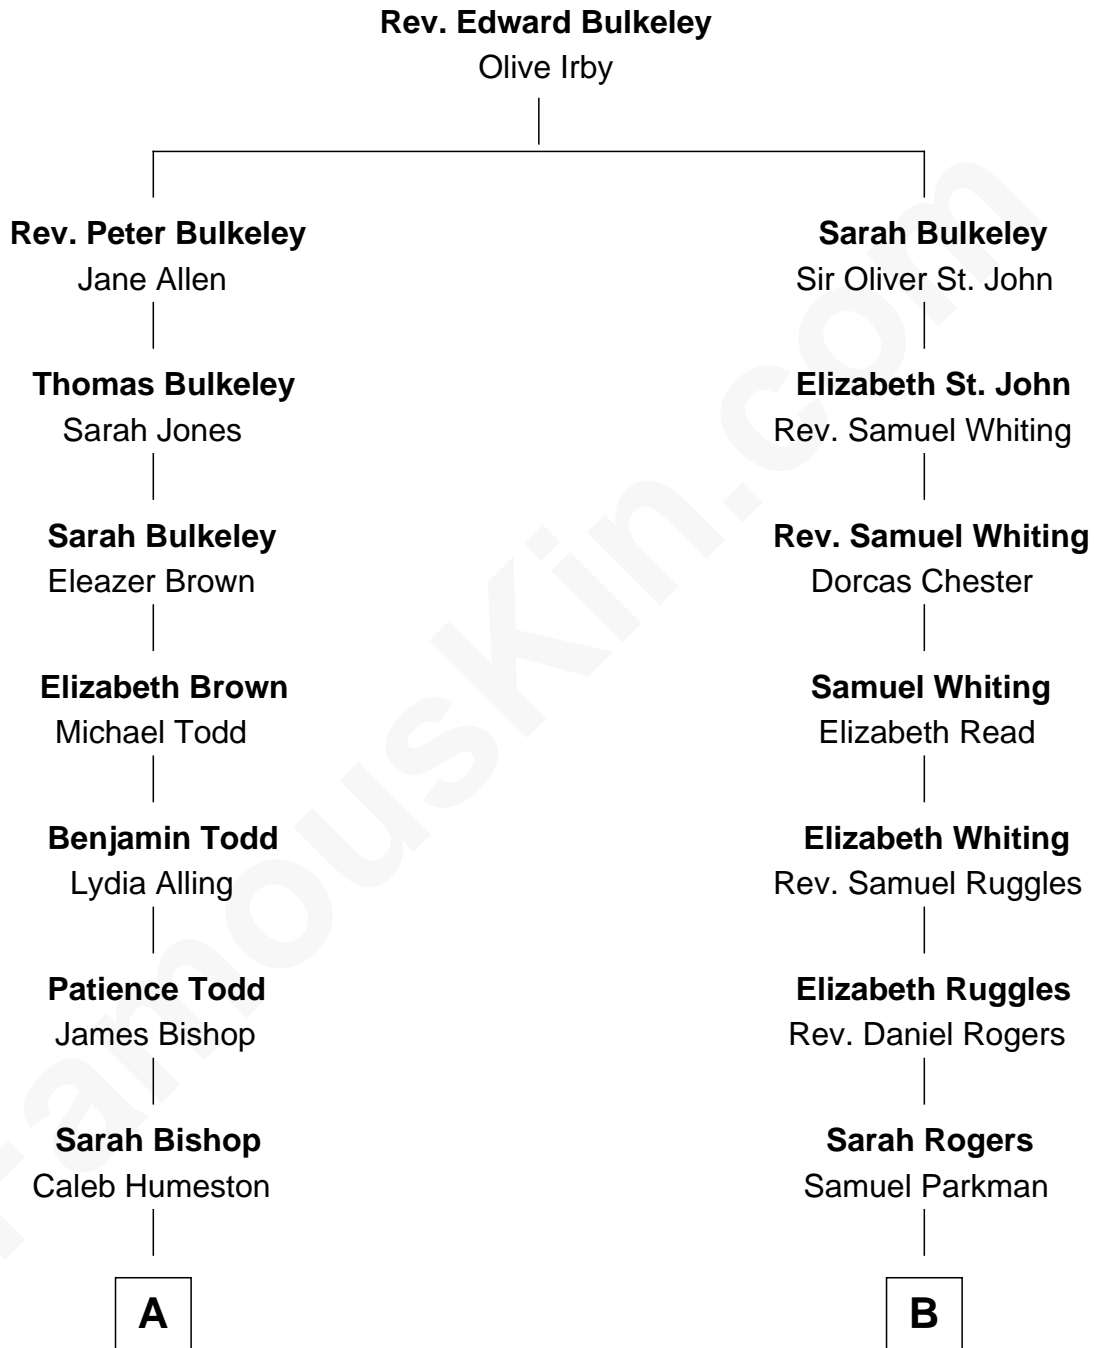 Rev. Edward Bulkeley
Olive Irby
Rev. Peter Bulkeley
Jane Allen
Sarah Bulkeley
Sir Oliver St. John
Thomas Bulkeley
Sarah Jones
Elizabeth St. John
Rev. Samuel Whiting
Sarah Bulkeley
Eleazer Brown
Rev. Samuel Whiting
Dorcas Chester
Elizabeth Brown
Michael Todd
Samuel Whiting
Elizabeth Read
Benjamin Todd
Lydia Alling
Elizabeth Whiting
Rev. Samuel Ruggles
Patience Todd
James Bishop
Elizabeth Ruggles
Rev. Daniel Rogers
Sarah Bishop
Caleb Humeston
Sarah Rogers
Samuel Parkman
A
B
FamousKin.com